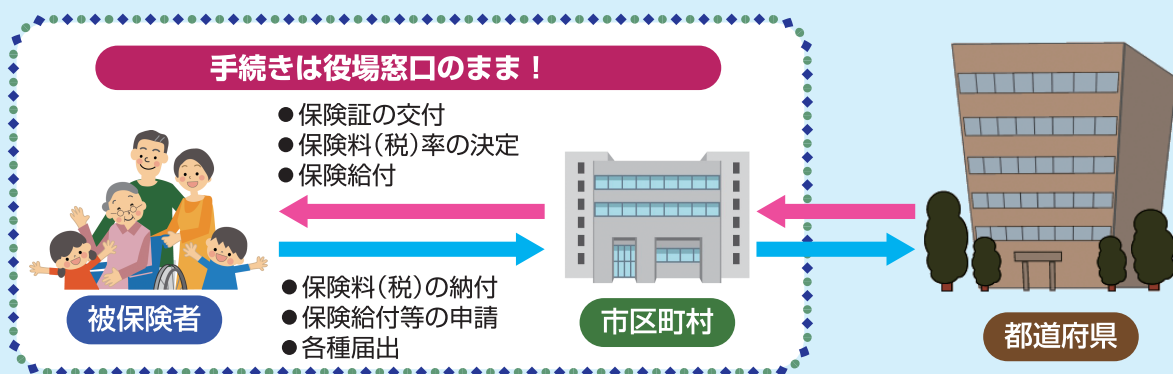 手続きは役場窓口のまま！
●保険証の交付
●保険料（税）率の決定
●保険給付
●保険料（税）の納付
●保険給付等の申請
●各種届出
被保険者
市区町村
都道府県